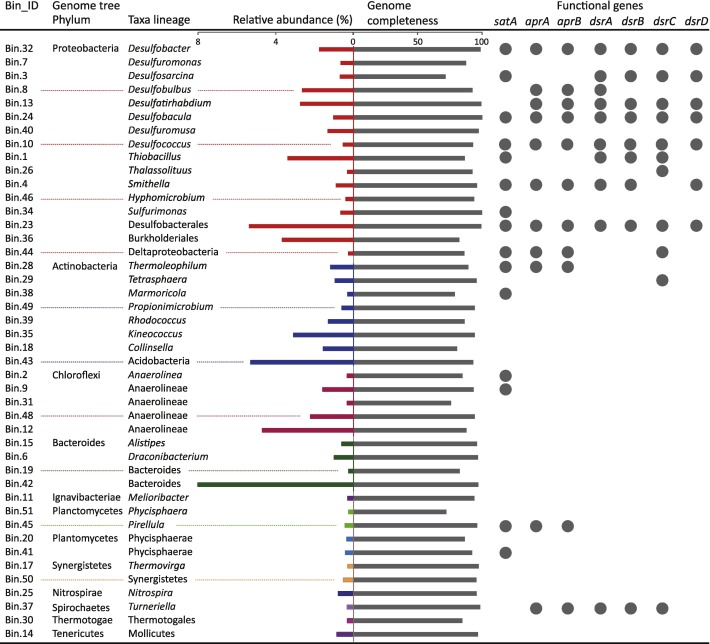 Bin_ID Genome tree Phylum Taxa lineage Relative abundance (%) Genome completeness Functional genes
satA aprA aprB dsrA dsrB dsrC dsrD
8 4 0 50 100
Bin.32 Proteobacteria Desulfobacter
Bin.7 Desulfuromonas
Bin.3 Desulfosarcina
Bin.8 Desulfobulbus
Bin.13 Desulfatirhabdium
Bin.24 Desulfobacula
Bin.40 Desulfuromusa
Bin.10 Desulfococcus
Bin.1 Thiobacillus
Bin.26 Thalassolituus
Bin.4 Smithella
Bin.46 Hyphomicrobium
Bin.34 Sulfurimonas
Bin.23 Desulfobacterales
Bin.36 Burkholderiales
Bin.44 Deltaproteobacteria
Bin.28 Actinobacteria Thermoleophilum
Bin.29 Tetrasphaera
Bin.38 Marmoricola
Bin.49 Propionimicrobium
Bin.39 Rhodococcus
Bin.35 Kineococcus
Bin.18 Collinsella
Bin.43 Acidobacteria
Bin.2 Chloroflexi Anaerolinea
Bin.9 Anaerolineae
Bin.31 Anaerolineae
Bin.48 Anaerolineae
Bin.12 Anaerolineae
Bin.15 Bacteroides Alistipes
Bin.6 Draconibacterium
Bin.19 Bacteroides
Bin.42 Bacteroides
Bin.11 Ignavibacteriae Melioribacter
Bin.51 Planctomycetes Phycisphaera
Bin.45 Pirellula
Bin.20 Plantomycetes Phycisphaerae
Bin.41 Phycisphaerae
Bin.17 Synergistetes Thermovirga
Bin.50 Synergistetes
Bin.25 Nitrospirae Nitrospira
Bin.37 Spirochaetes Turneriella
Bin.30 Thermotogae Thermotogales
Bin.14 Tenericutes Mollicutes